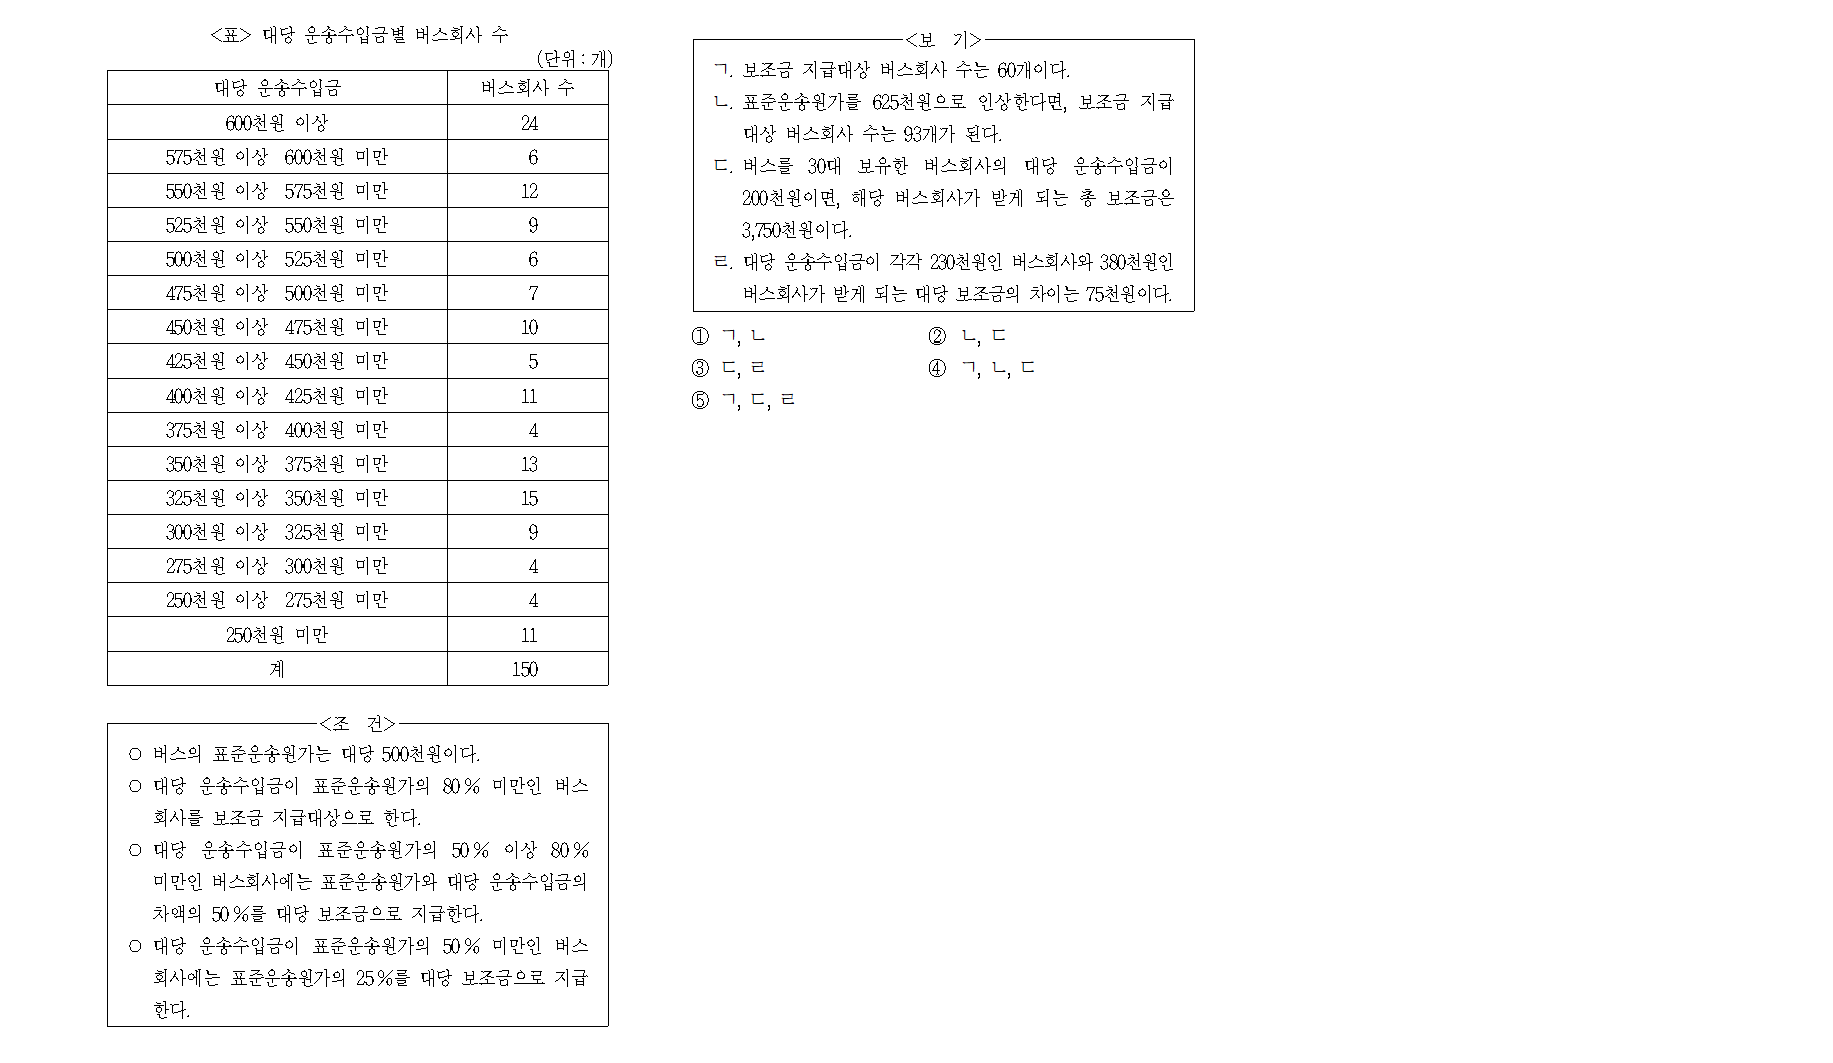 <표> 대당 운송수입금별 버스회사 수
(단위 : 개)
대당 운송수입금 버스회사 수
600천원 이상 24
575천원 이상 600천원 미만 6
550천원 이상 575천원 미만 12
525천원 이상 550천원 미만 9
500천원 이상 525천원 미만 6
475천원 이상 500천원 미만 7
450천원 이상 475천원 미만 10
425천원 이상 450천원 미만 5
400천원 이상 425천원 미만 11
375천원 이상 400천원 미만 4
350천원 이상 375천원 미만 13
325천원 이상 350천원 미만 15
300천원 이상 325천원 미만 9
275천원 이상 300천원 미만 4
250천원 이상 275천원 미만 4
250천원 미만 11
계 150
<조 건>
○ 버스의 표준운송원가는 대당 500천원이다.
○ 대당 운송수입금이 표준운송원가의 80% 미만인 버스
회사를 보조금 지급대상으로 한다.
○ 대당 운송수입금이 표준운송원가의 50% 이상 80%
미만인 버스회사에는 표준운송원가와 대당 운송수입금의
차액의 50%를 대당 보조금으로 지급한다.
○ 대당 운송수입금이 표준운송원가의 50% 미만인 버스
회사에는 표준운송원가의 25%를 대당 보조금으로 지급
한다.
<보 기>
ㄱ. 보조금 지급대상 버스회사 수는 60개이다.
ㄴ. 표준운송원가를 625천원으로 인상한다면, 보조금 지급
대상 버스회사 수는 93개가 된다.
ㄷ. 버스를 30대 보유한 버스회사의 대당 운송수입금이
200천원이면, 해당 버스회사가 받게 되는 총 보조금은
3,750천원이다.
ㄹ. 대당 운송수입금이 각각 230천원인 버스회사와 380천원인
버스회사가 받게 되는 대당 보조금의 차이는 75천원이다.
① ㄱ, ㄴ ② ㄴ, ㄷ
③ ㄷ, ㄹ ④ ㄱ, ㄴ, ㄷ
⑤ ㄱ, ㄷ, ㄹ